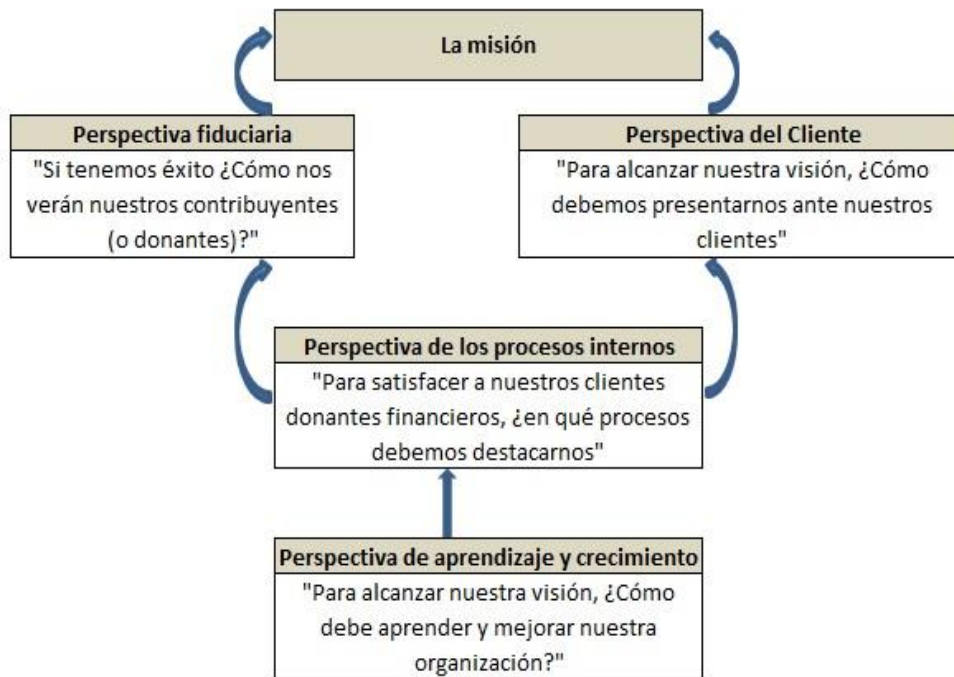 La misión
Perspectiva fiduciaria
"Si tenemos éxito ¿Cómo nos
verán nuestros contribuyentes
(o donantes)?"
Perspectiva del Cliente
"Para alcanzar nuestra visión, ¿Cómo
debemos presentarnos ante nuestros
clientes"
Perspectiva de los procesos internos
"Para satisfacer a nuestros clientes
donantes financieros, ¿en qué procesos
debemos destacarnos"
Perspectiva de aprendizaje y crecimiento
"Para alcanzar nuestra visión, ¿Cómo
debe aprender y mejorar nuestra
organización?"